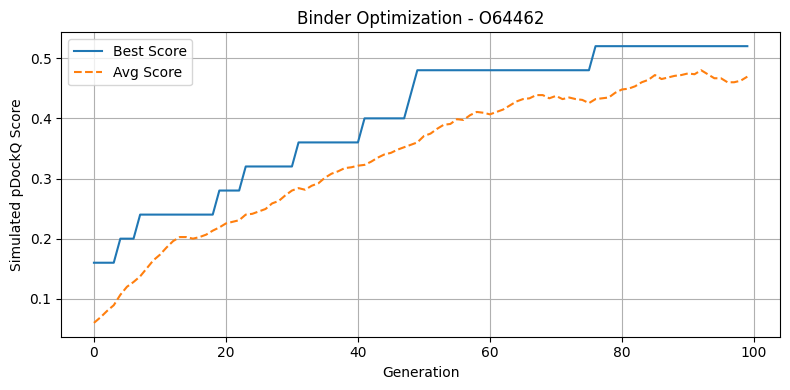 Binder Optimization - O64462
Best Score
Avg Score
Simulated pDockQ Score
0.5
0.4
0.3
0.2
0.1
0 20 40 60 80 100
Generation